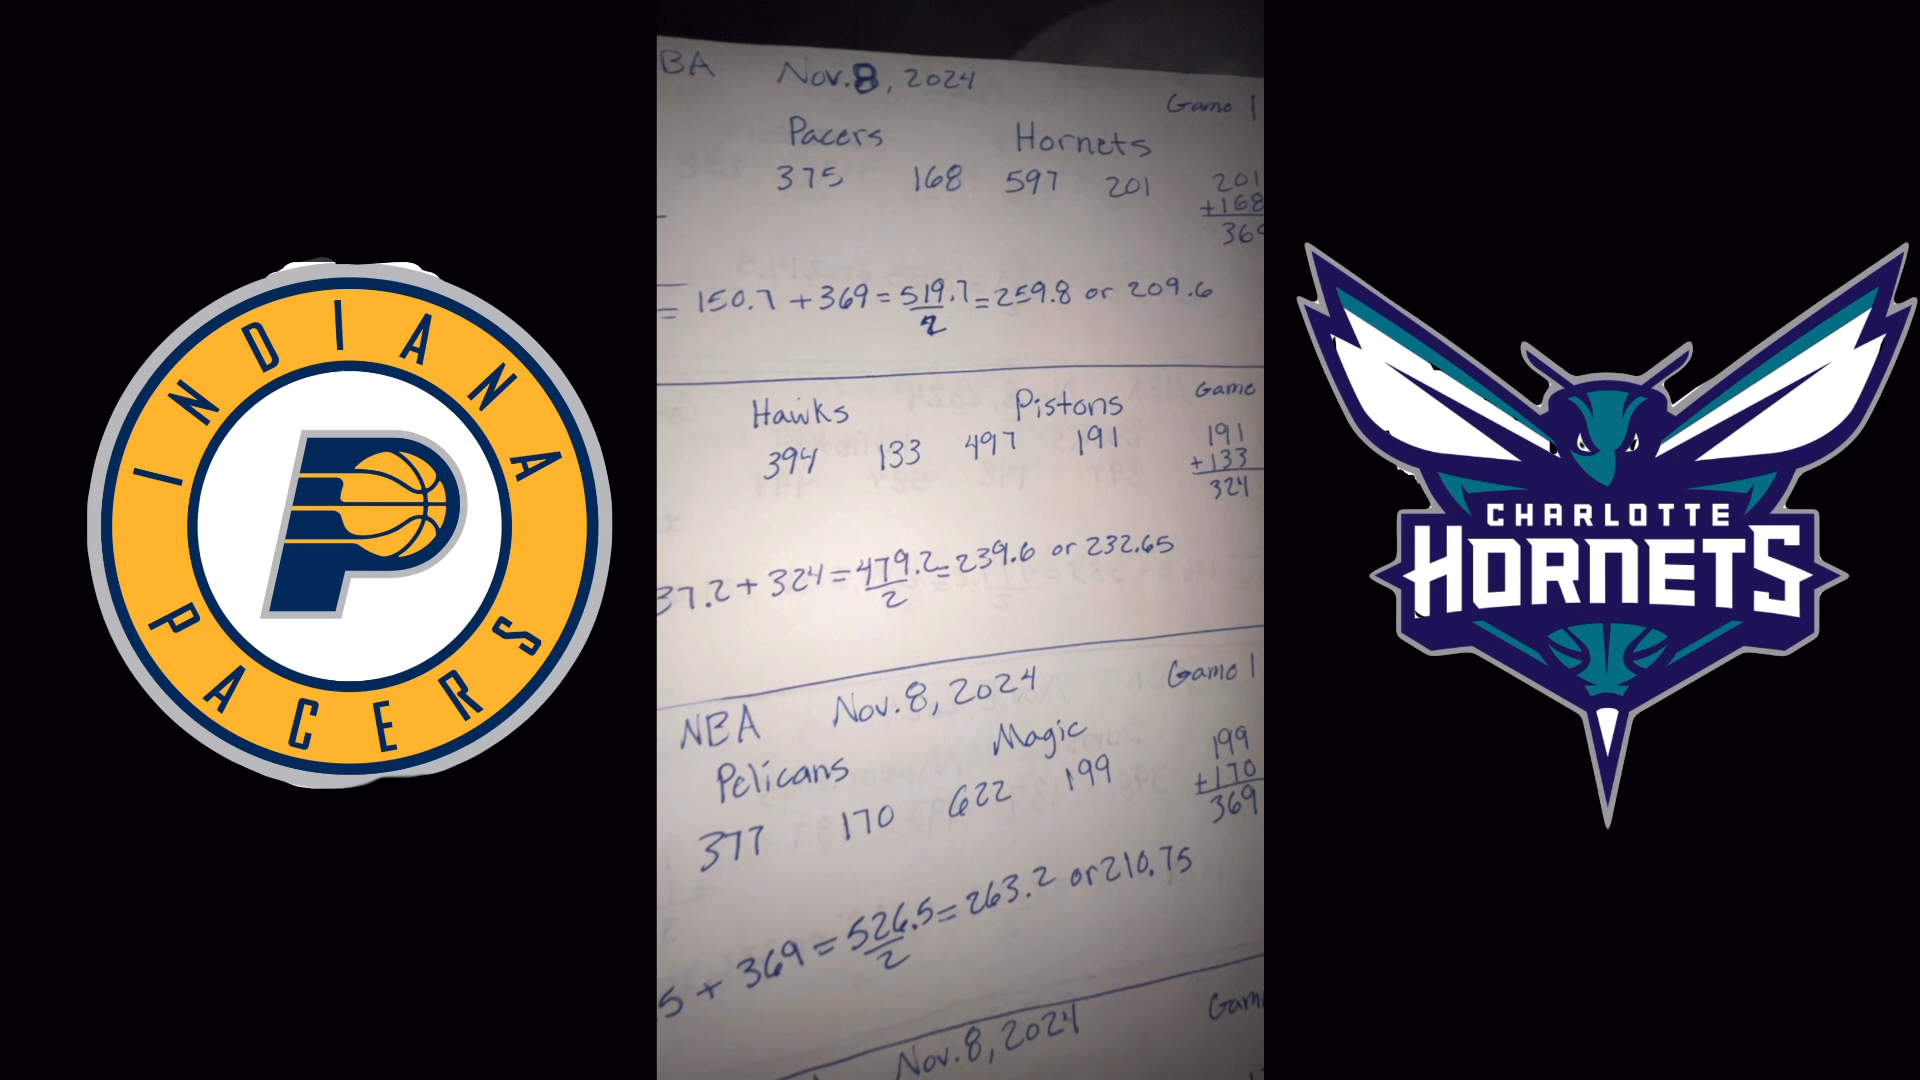 INDIANA
PACERS
BA Nov.8, 2024
Game 1
Pacers Hornets
375 168 597 201
201
+168
369
= 150.7 + 369 = 519.7 = 259.8 or 209.6
2
Hawks Pistons Game
394 133 497 191
191
+133
324
37.2 + 324 = 479.2 = 239.6 or 232.65
2
NBA Nov.8, 2024 Game 1
Pelicans Magic
377 170 622 199
199
+170
369
5 + 369 = 526.5 = 263.2 or 210.75
2
Nov.8, 2024 Gam
CHARLOTTE
HORNETS